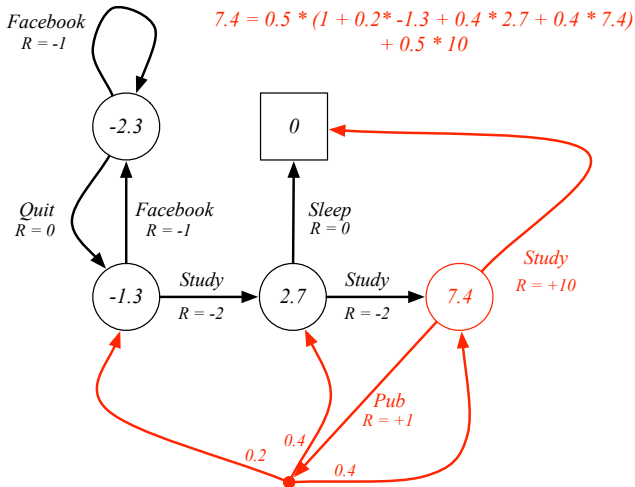 Facebook
R = -1
7.4 = 0.5 * (1 + 0.2* -1.3 + 0.4 * 2.7 + 0.4 * 7.4)
+ 0.5 * 10
-2.3
0
Quit
R = 0
Facebook
R = -1
Sleep
R = 0
Study
R = +10
-1.3
Study
R = -2
2.7
Study
R = -2
7.4
Pub
R = +1
0.2
0.4
0.4